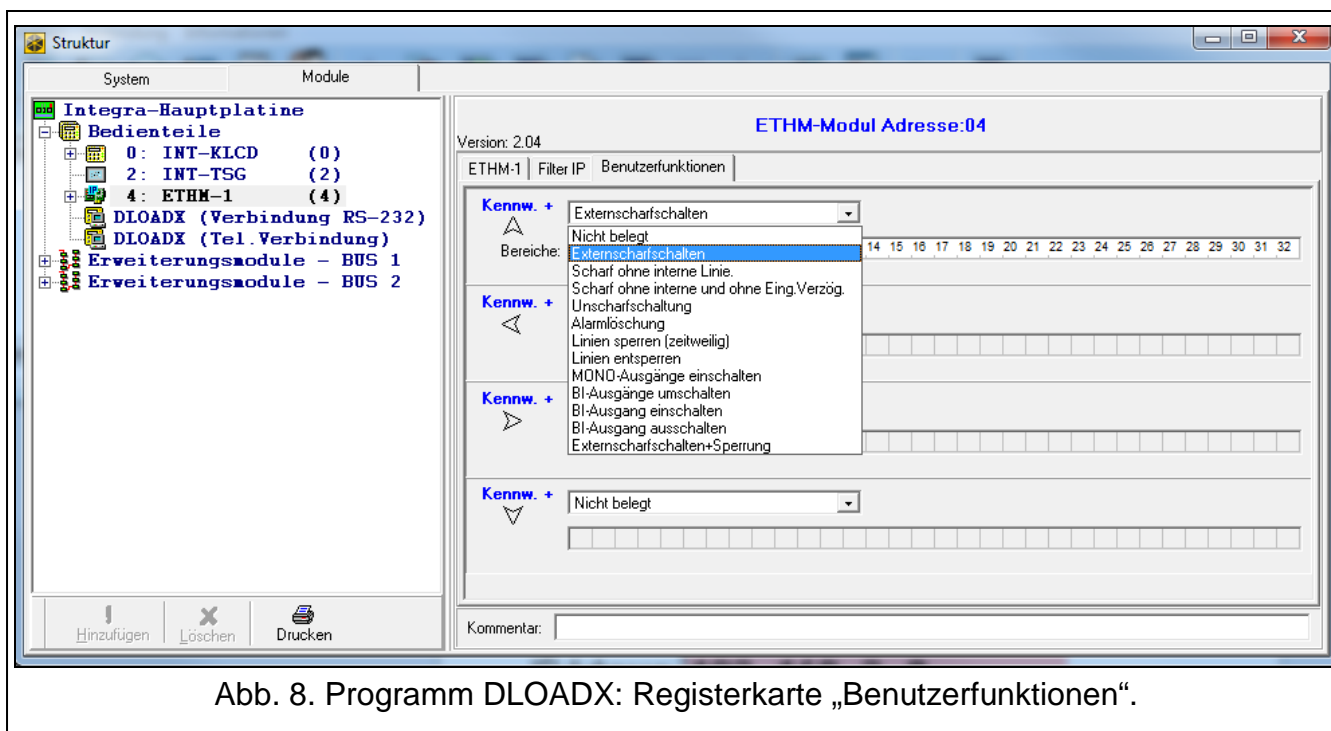 Struktur
System Module
Integra-Hauptplatine
Bedienteile
0: INT-KLCD (0)
2: INT-TSG (2)
4: ETHM-1 (4)
DLOADX (Verbindung RS-232)
DLOADX (Tel.Verbindung)
Erweiterungsmodule - BUS 1
Erweiterungsmodule - BUS 2
Hinzufügen Löschen Drucken
ETHM-Modul Adresse:04
Version: 2.04
ETHM-1 Filter IP Benutzerfunktionen
Kennw. + Externscharfschalten
Bereiche: 14 15 16 17 18 19 20 21 22 23 24 25 26 27 28 29 30 31 32
Nicht belegt
Externscharfschalten
Scharf ohne interne Linie.
Scharf ohne interne und ohne Eing.Verzög.
Unscharfschaltung
Alarmlöschung
Linien sperren (zeitweilig)
Linien entsperren
MONO-Ausgänge einschalten
BI-Ausgänge umschalten
BI-Ausgang einschalten
BI-Ausgang ausschalten
Externscharfschalten+Sperrung
Kennw. +
Kennw. +
Kennw. + Nicht belegt
Kommentar:
Abb. 8. Programm DLOADX: Registerkarte „Benutzerfunktionen“.